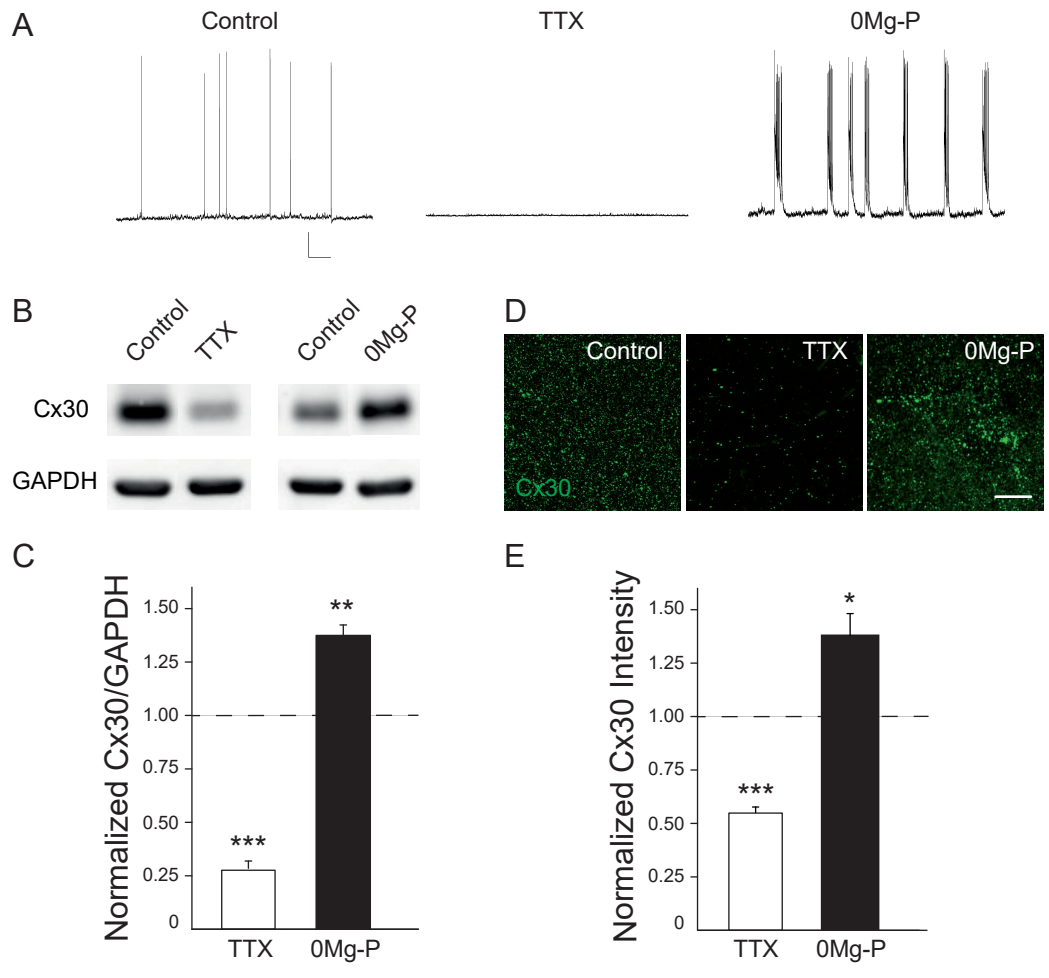 A
Control
TTX
0Mg-P
B
Control
TTX
Control
0Mg-P
Cx30
GAPDH
D
Control
TTX
0Mg-P
Cx30
C
Normalized Cx30/GAPDH
1.50
1.25
1.00
0.75
0.50
0.25
0
***
**
TTX
0Mg-P
E
Normalized Cx30 Intensity
1.50
1.25
1.00
0.75
0.50
0.25
0
***
*
TTX
0Mg-P